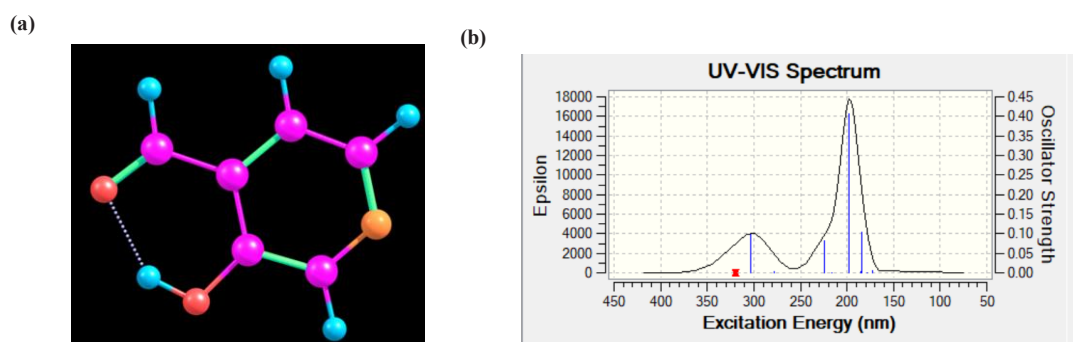 (a)
(b)
UV-VIS Spectrum
Epsilon
18000
16000
14000
12000
10000
8000
6000
4000
2000
0
0.45
0.40
0.35
0.30
0.25
0.20
0.15
0.10
0.05
0.00
Oscillator Strength
450 400 350 300 250 200 150 100 50
Excitation Energy (nm)